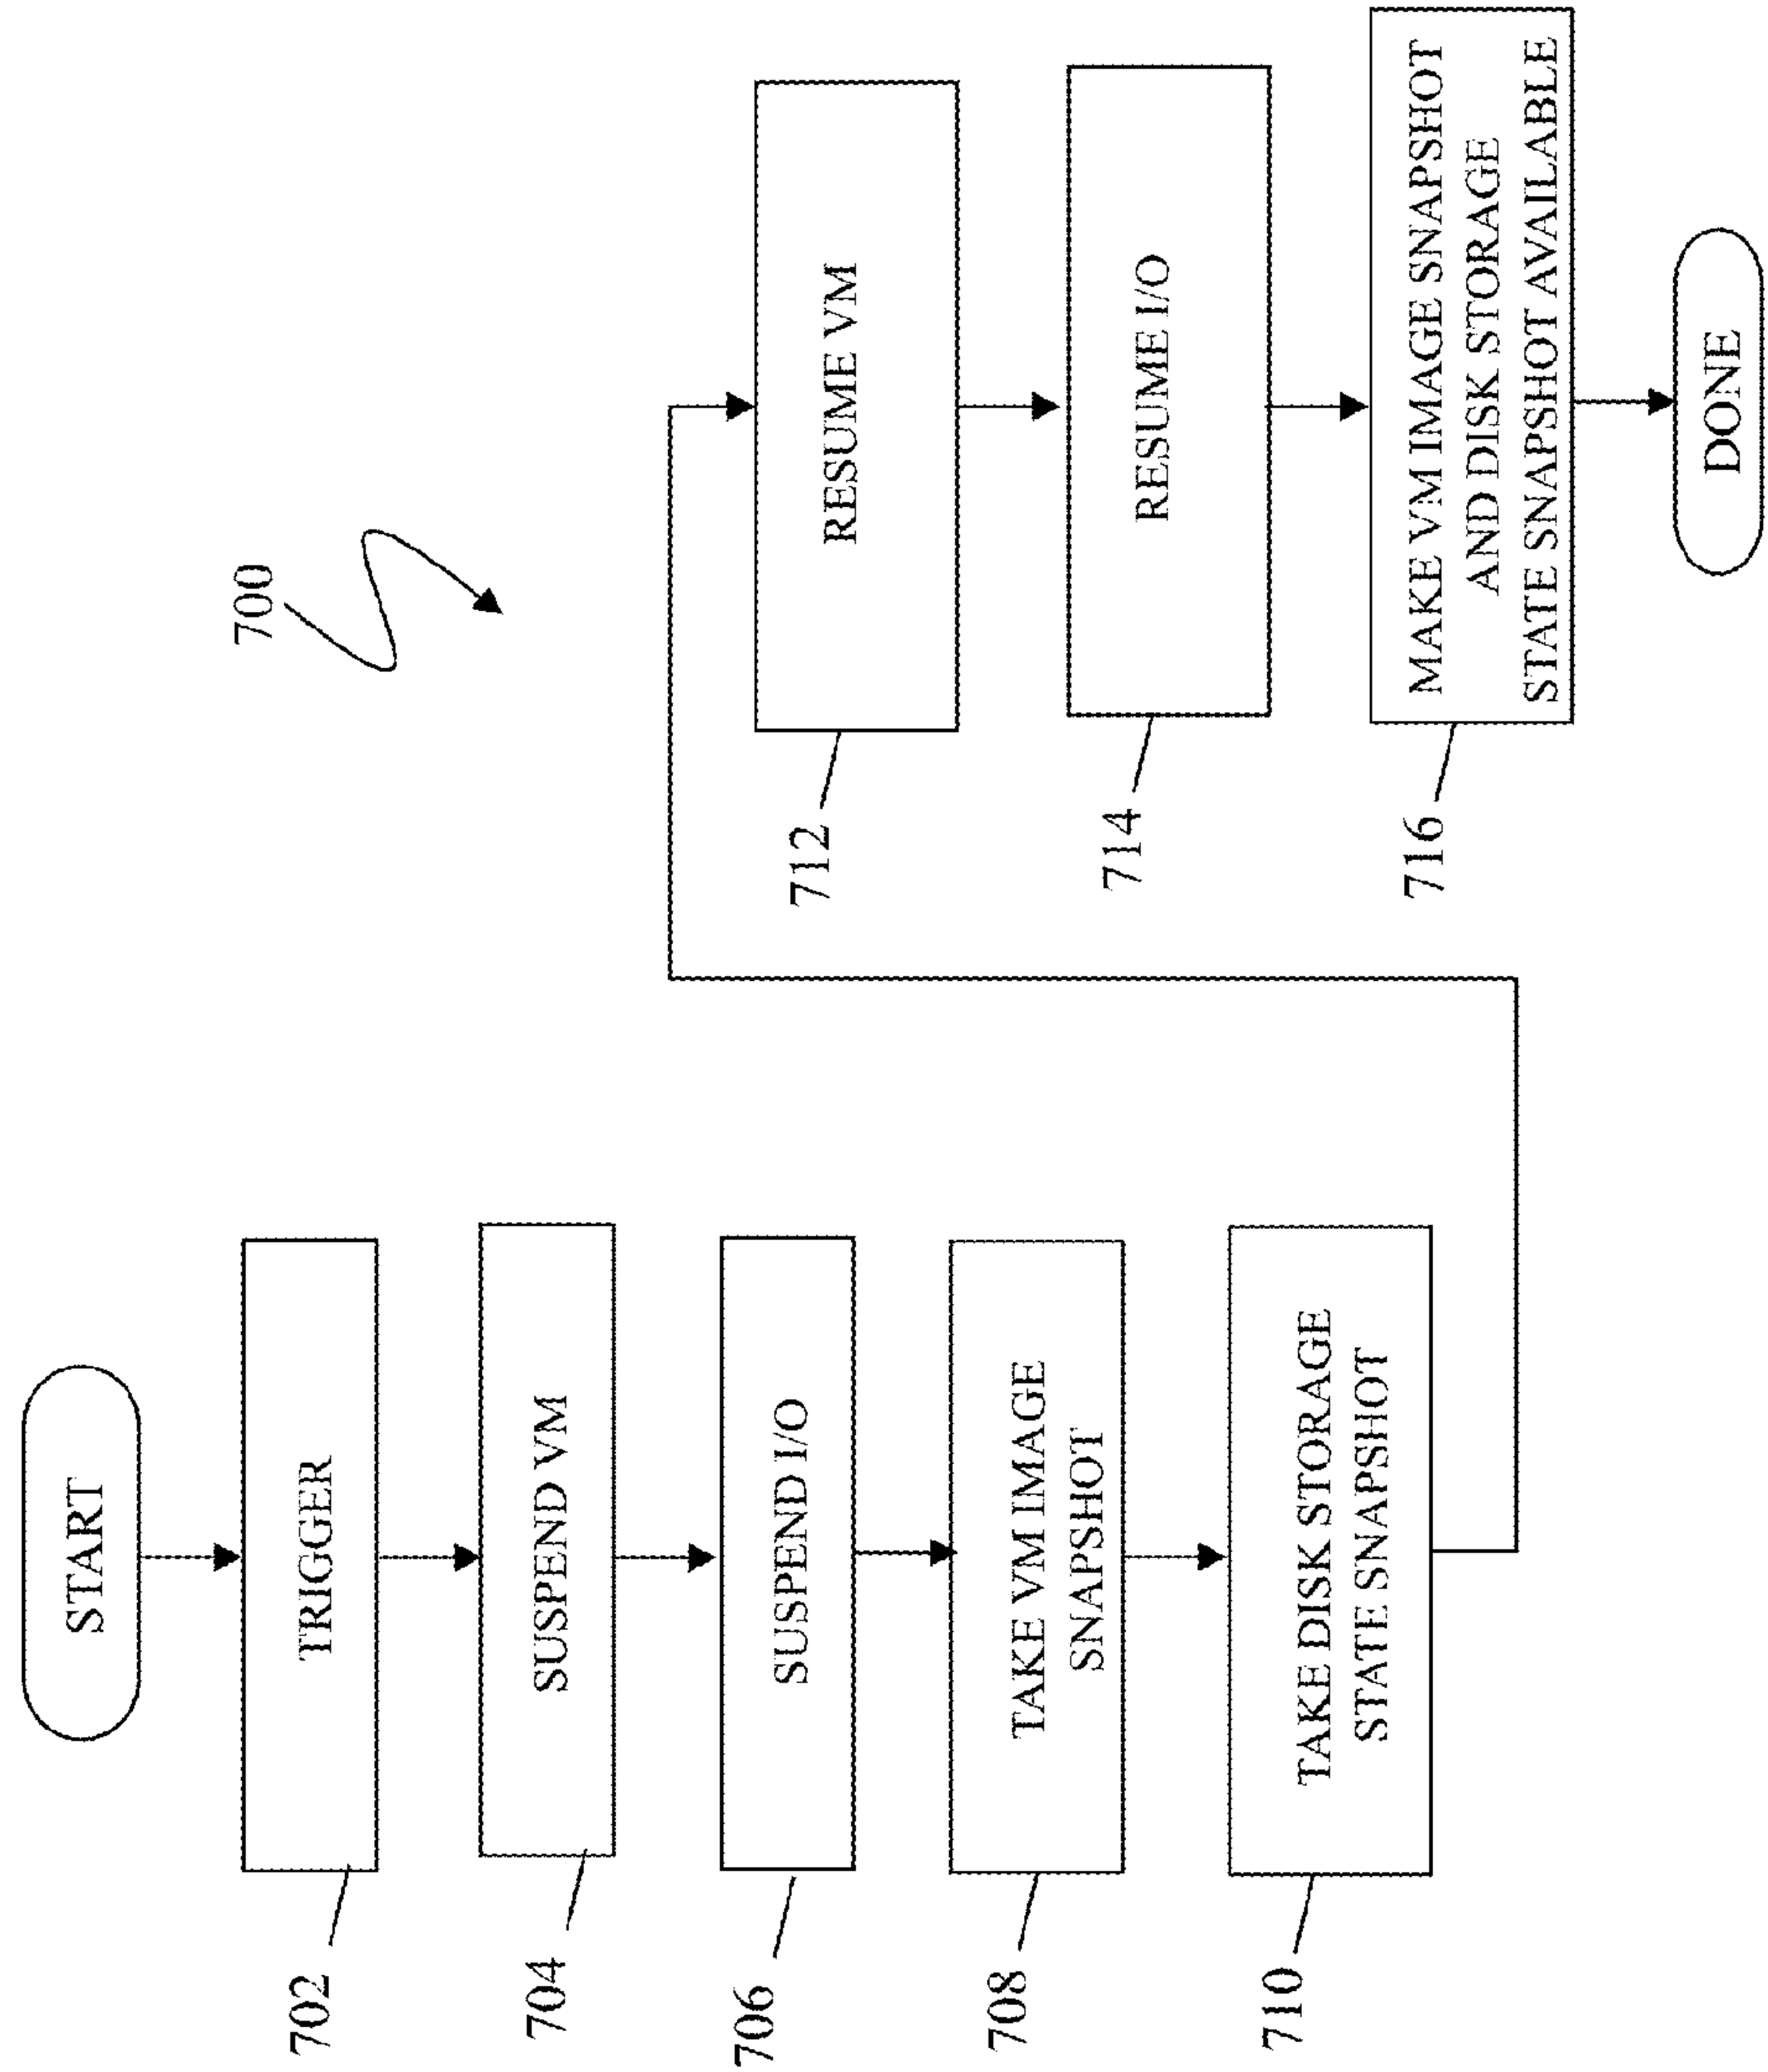 700
START
702
TRIGGER
704
SUSPEND VM
706
SUSPEND I/O
708
TAKE VM IMAGE
SNAPSHOT
710
TAKE DISK STORAGE
STATE SNAPSHOT
712
RESUME VM
714
RESUME I/O
716
MAKE VM IMAGE SNAPSHOT
AND DISK STORAGE
STATE SNAPSHOT AVAILABLE
DONE